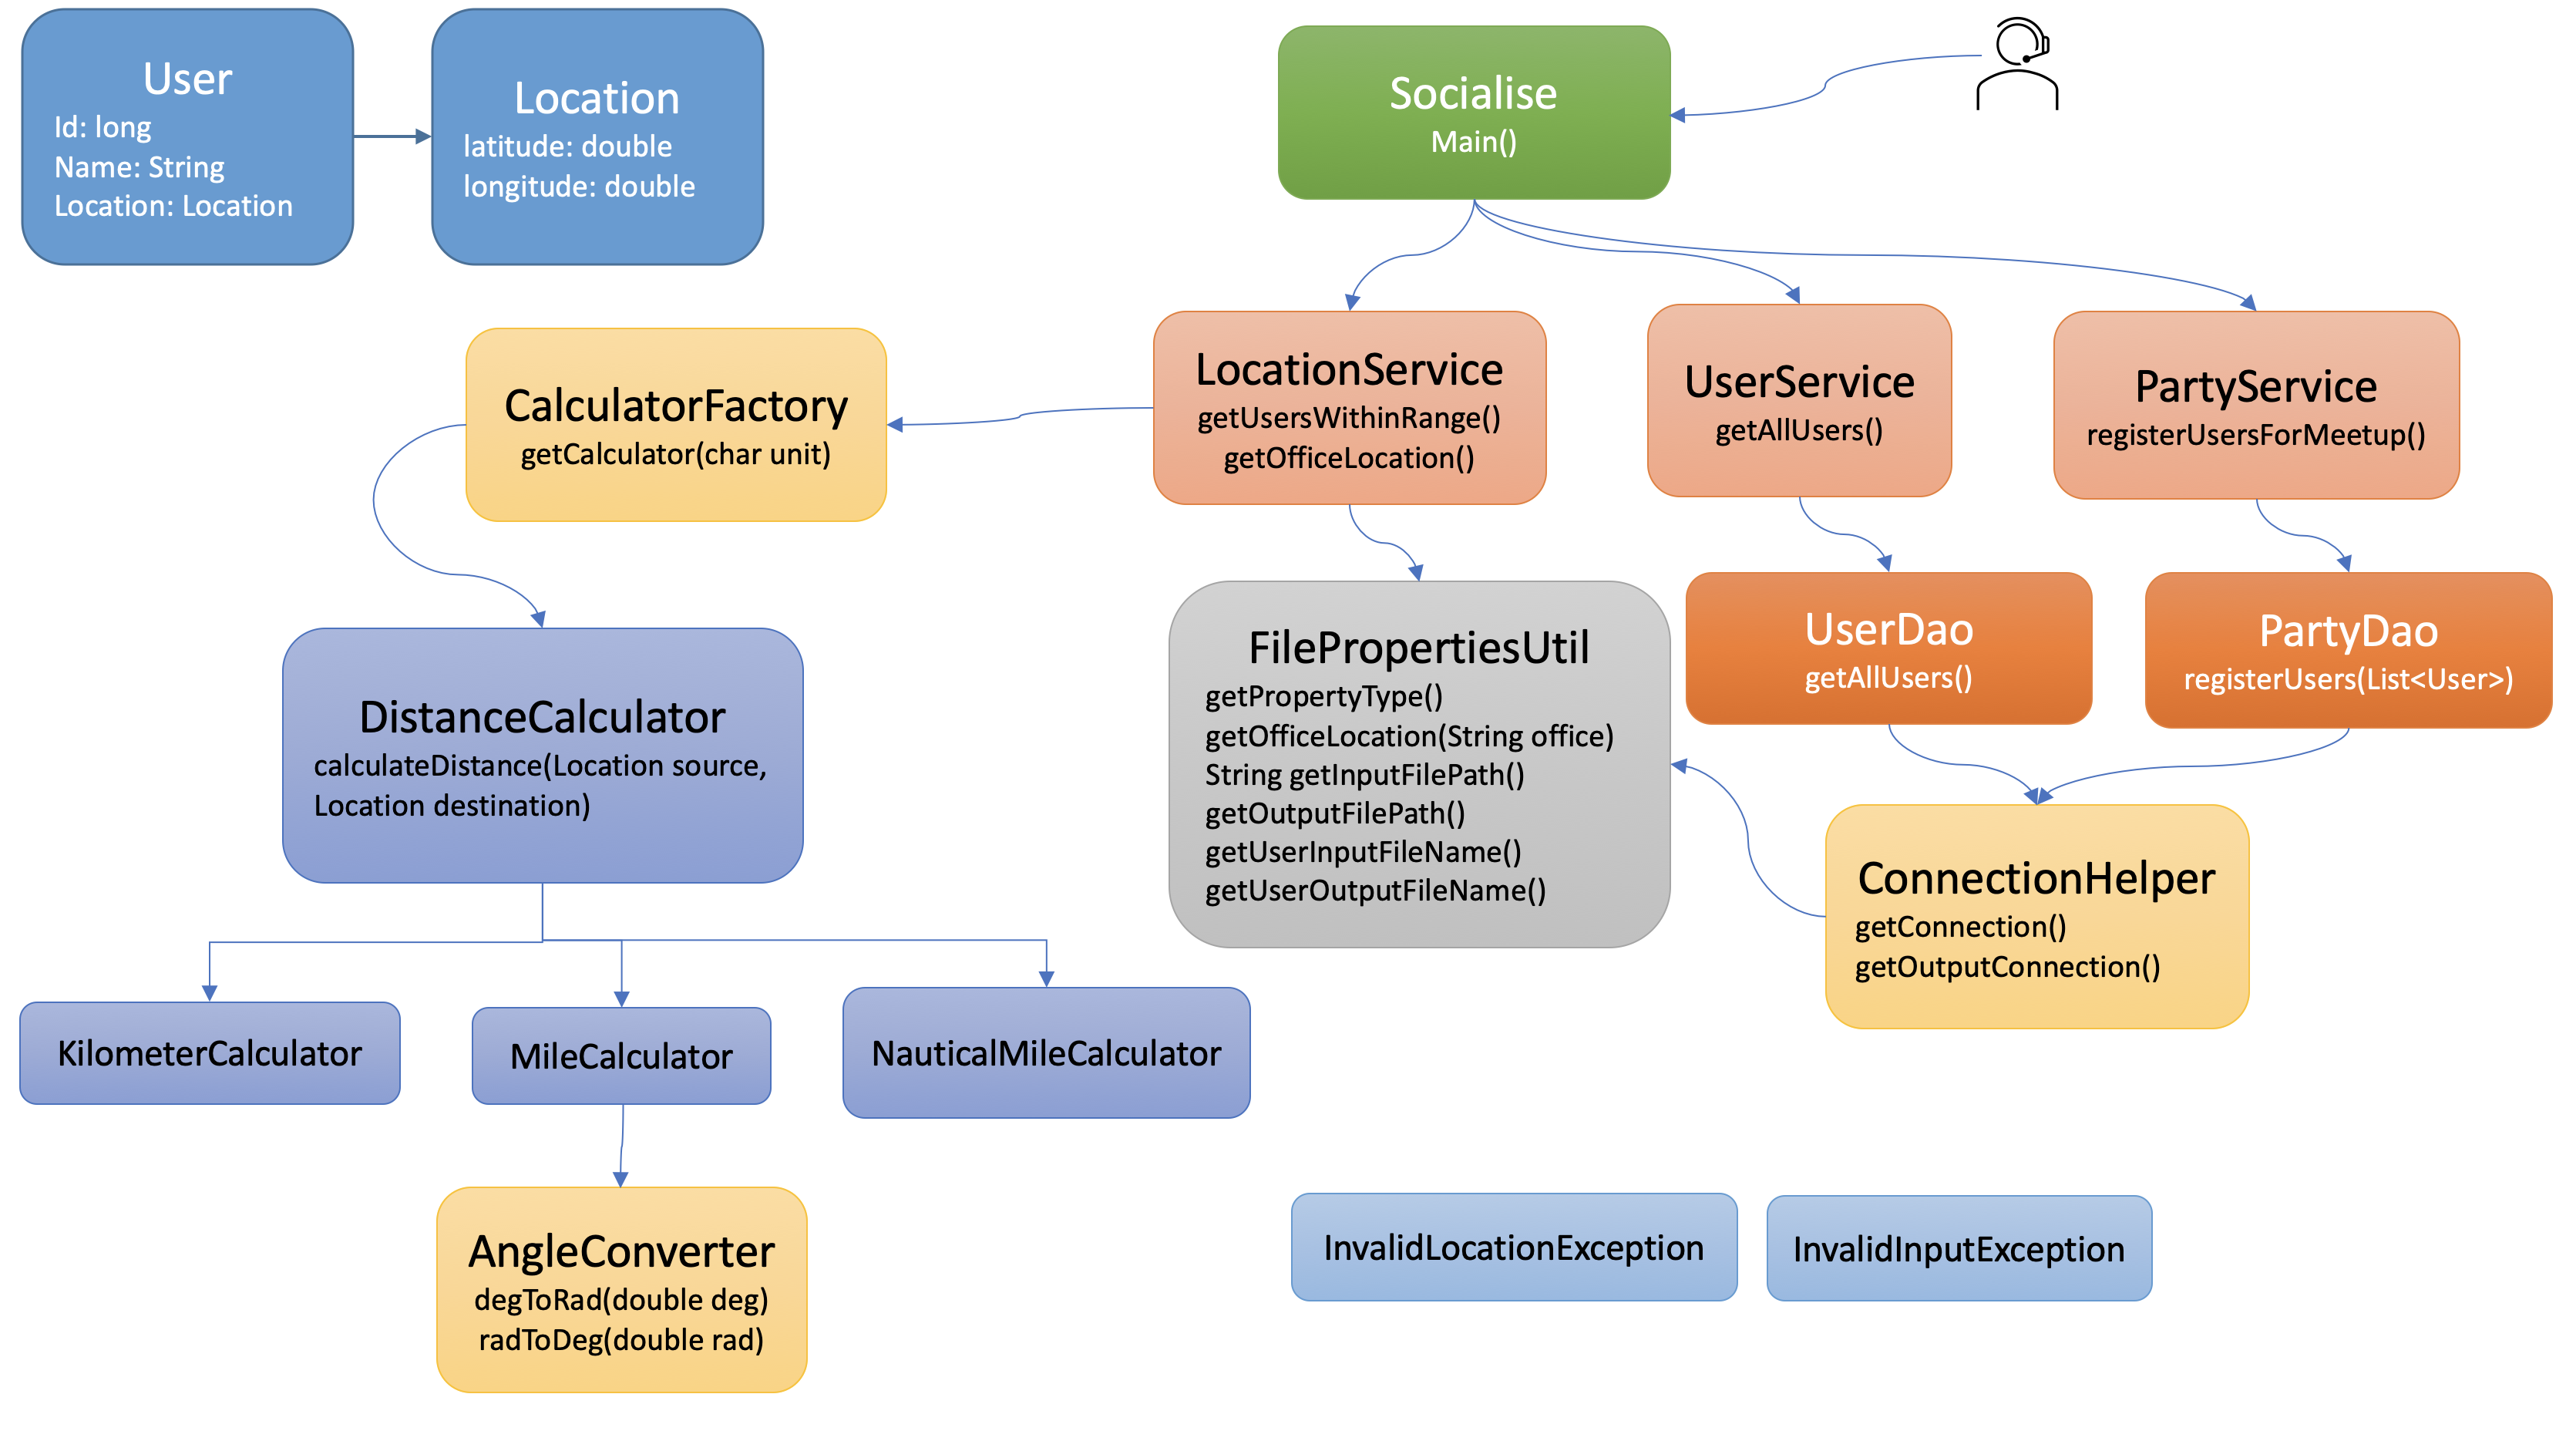 User
Id: long
Name: String
Location: Location
Location
latitude: double
longitude: double
Socialise
Main()
CalculatorFactory
getCalculator(char unit)
LocationService
getUsersWithinRange()
getOfficeLocation()
UserService
getAllUsers()
PartyService
registerUsersForMeetup()
DistanceCalculator
calculateDistance(Location source,
Location destination)
FilePropertiesUtil
getPropertyType()
getOfficeLocation(String office)
String getInputFilePath()
getOutputFilePath()
getUserInputFileName()
getUserOutputFileName()
UserDao
getAllUsers()
PartyDao
registerUsers(List<User>)
ConnectionHelper
getConnection()
getOutputConnection()
KilometerCalculator
MileCalculator
NauticalMileCalculator
AngleConverter
degToRad(double deg)
radToDeg(double rad)
InvalidLocationException
InvalidInputException